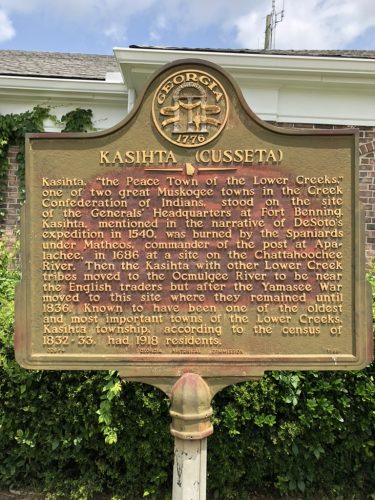 GEORGIA
1776
KASIHTA (CUSSETA)
Kasihta, "the Peace Town of the Lower Creeks,"
one of two great Muskogee towns in the Creek
Confederation of Indians, stood on the site
of the Generals' Headquarters at Fort Benning.
Kasihta, mentioned in the narrative of DeSoto's
expedition in 1540, was burned by the Spaniards
under Matheos, commander of the post at Apa-
lachee, in 1686 at a site on the Chattahoochee
River. Then the Kasihta with other Lower Creek
tribes moved to the Ocmulgee River to be near
the English traders but after the Yamasee War
moved to this site where they remained until
1836. Known to have been one of the oldest
and most important towns of the Lower Creeks,
Kasihta township, according to the census of
1832-33, had 1918 residents.
GEORGIA HISTORICAL COMMISSION